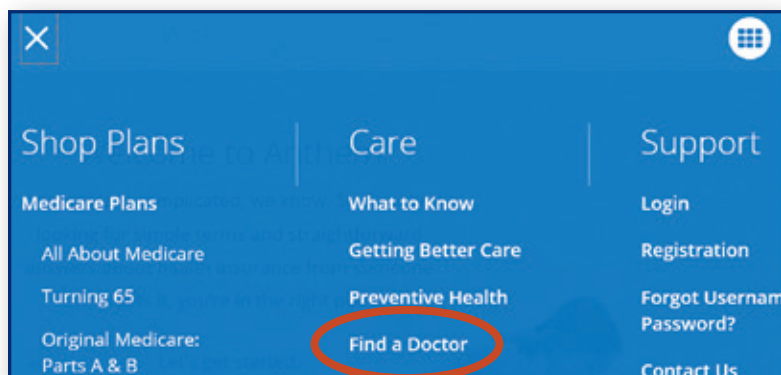 Shop Plans
Medicare Plans
All About Medicare
Turning 65
Original Medicare:
Parts A & B
Care
What to Know
Getting Better Care
Preventive Health
Find a Doctor
Support
Login
Registration
Forgot Usernam
Password?
Contact Us